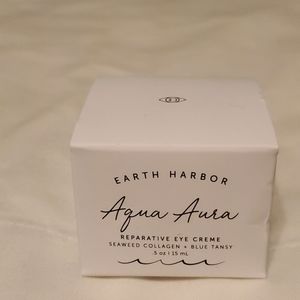 EARTH HARBOR
Aqua Aura
REPARATIVE EYE CREME
SEAWEED COLLAGEN + BLUE TANSY
.5 oz | 15 mL